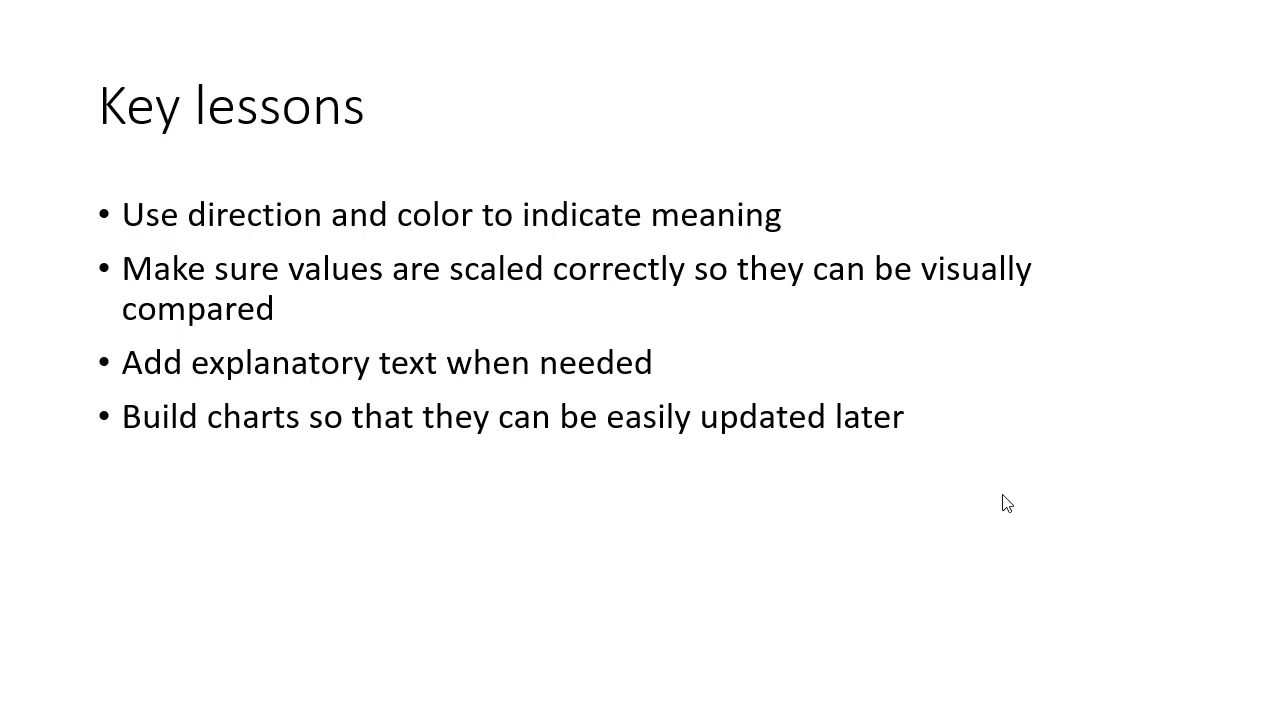 Key lessons
• Use direction and color to indicate meaning
• Make sure values are scaled correctly so they can be visually
compared
• Add explanatory text when needed
• Build charts so that they can be easily updated later